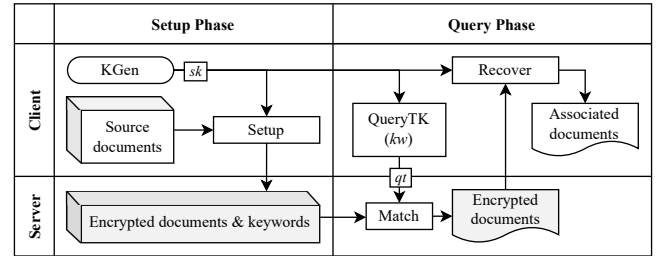 Setup Phase
Query Phase
Client
KGen
sk
Recover
Source
documents
Setup
QueryTK
(kw)
Associated
documents
qt
Server
Encrypted documents & keywords
Match
Encrypted
documents